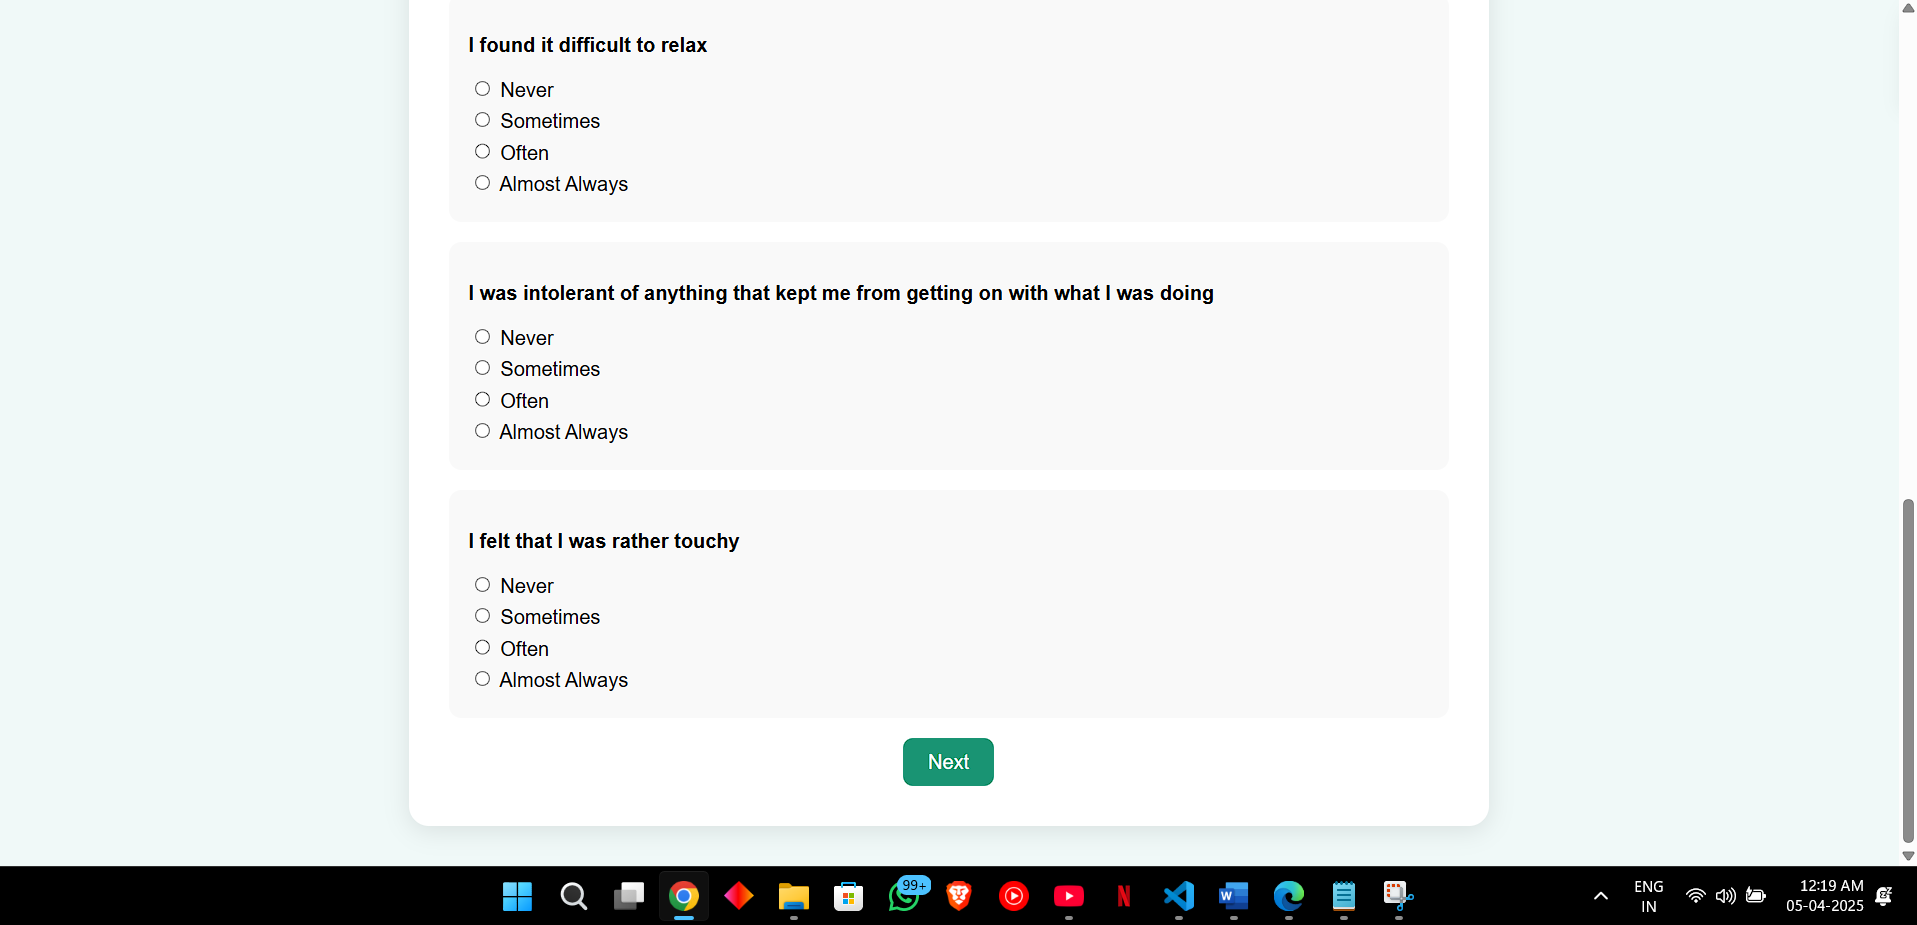 I found it difficult to relax
Never
Sometimes
Often
Almost Always
I was intolerant of anything that kept me from getting on with what I was doing
Never
Sometimes
Often
Almost Always
I felt that I was rather touchy
Never
Sometimes
Often
Almost Always
Next
99+
N
W
ENG
IN
12:19 AM
05-04-2025